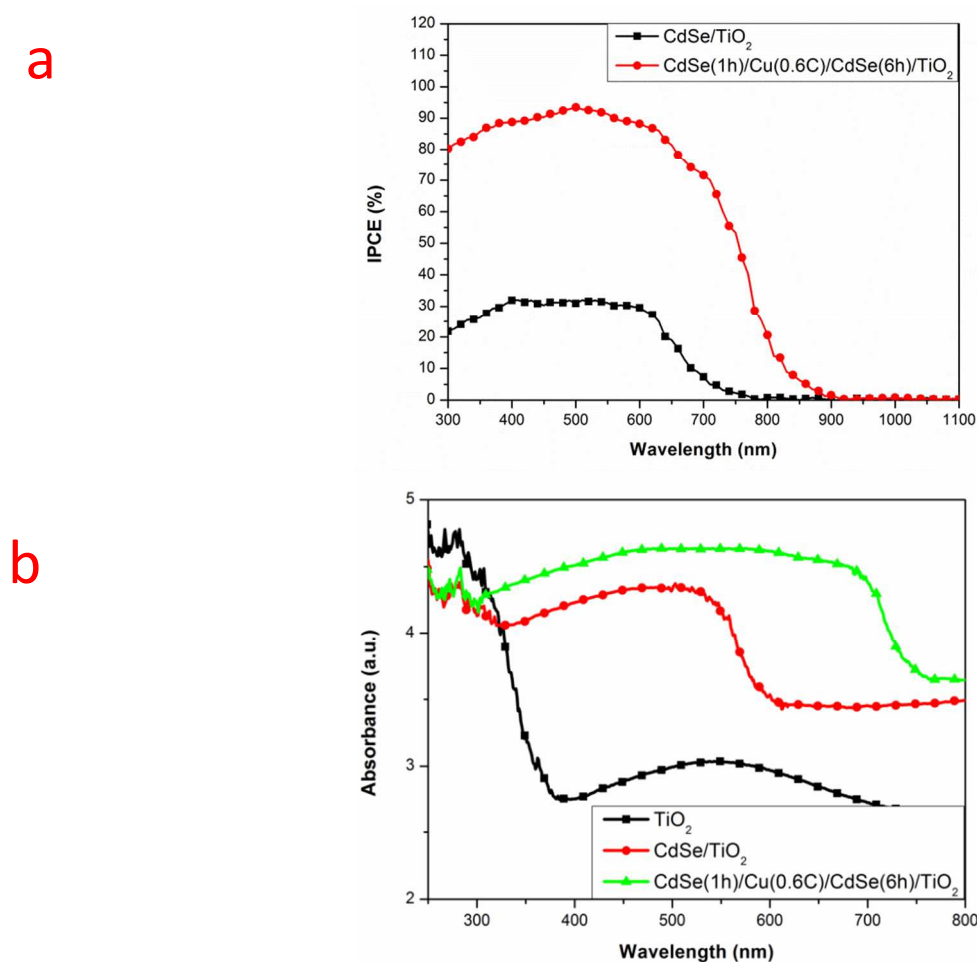 a
120
110
100
90
80
70
60
50
40
30
20
10
0
IPCE (%)
CdSe/TiO₂
CdSe(1h)/Cu(0.6C)/CdSe(6h)/TiO₂
300 400 500 600 700 800 900 1000 1100
Wavelength (nm)
b
5
4
3
2
Absorbance (a.u.)
TiO₂
CdSe/TiO₂
CdSe(1h)/Cu(0.6C)/CdSe(6h)/TiO₂
300 400 500 600 700 800
Wavelength (nm)